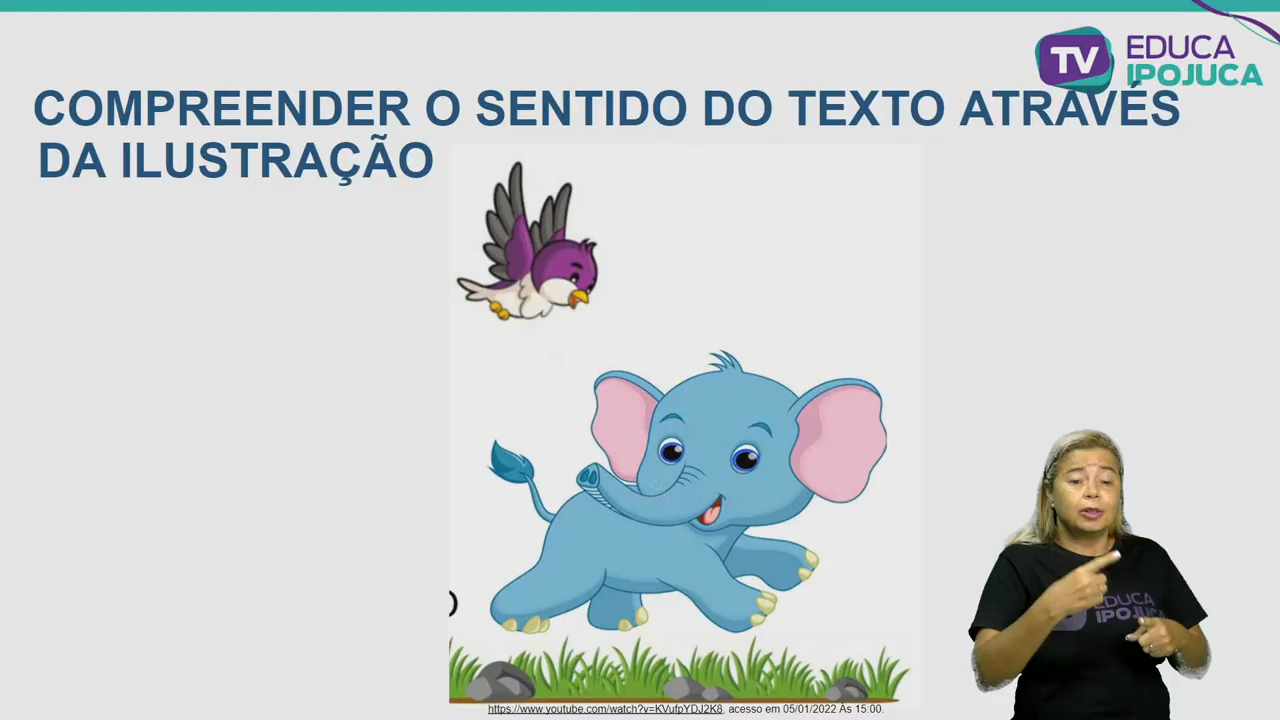 TV EDUCA
IPOJUCA
COMPREENDER O SENTIDO DO TEXTO ATRAVÉS
DA ILUSTRAÇÃO
EDUCA
IPOJUCA
https://www.youtube.com/watch?v=KVufpYDJ2K8, acesso em 05/01/2022 Às 15:00.